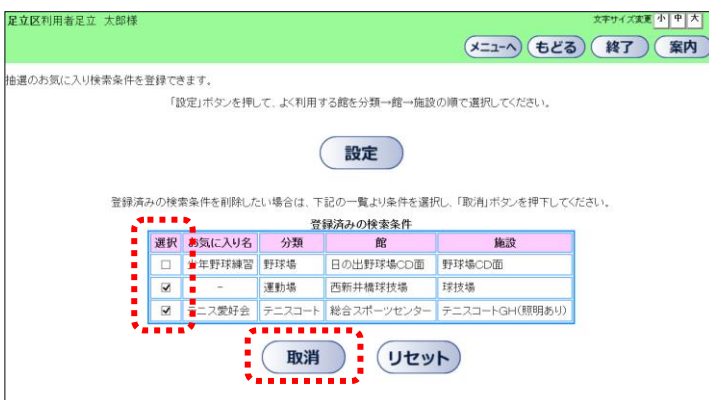 足立区利用者足立 太郎様
文字サイズ変更 小 中 大
メニューへ もどる 終了 案内
抽選のお気に入り検索条件を登録できます。
「設定」ボタンを押して、よく利用する館を分類→館→施設の順で選択してください。
設定
登録済みの検索条件を削除したい場合は、下記の一覧より条件を選択し、「取消」ボタンを押下してください。
登録済みの検索条件
選択 お気に入り名 分類 館 施設
少年野球練習 野球場 日の出野球場CD面 野球場CD面
－ 運動場 西新井橋球技場 球技場
テニス愛好会 テニスコート 総合スポーツセンター テニスコートGH(照明あり)
取消 リセット